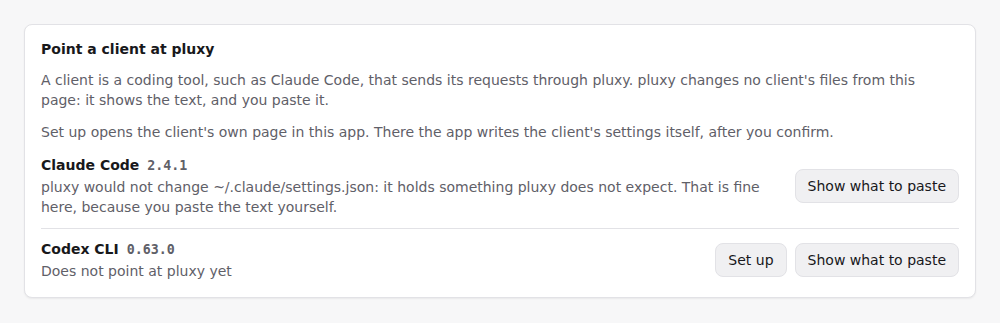 Point a client at pluxy
A client is a coding tool, such as Claude Code, that sends its requests through pluxy. pluxy changes no client's files from this
page: it shows the text, and you paste it.
Set up opens the client's own page in this app. There the app writes the client's settings itself, after you confirm.
Claude Code 2.4.1
pluxy would not change ~/.claude/settings.json: it holds something pluxy does not expect. That is fine
here, because you paste the text yourself.
Show what to paste
Codex CLI 0.63.0
Does not point at pluxy yet
Set up
Show what to paste